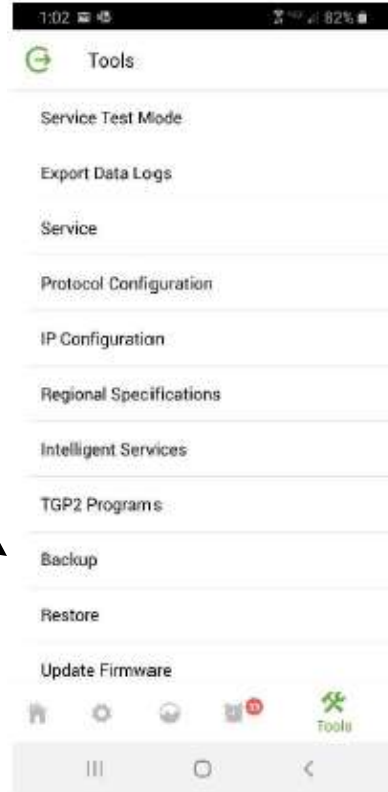 1:02 82%
Tools
Service Test Mode
Export Data Logs
Service
Protocol Configuration
IP Configuration
Regional Specifications
Intelligent Services
TGP2 Programs
Backup
Restore
Update Firmware
Tools